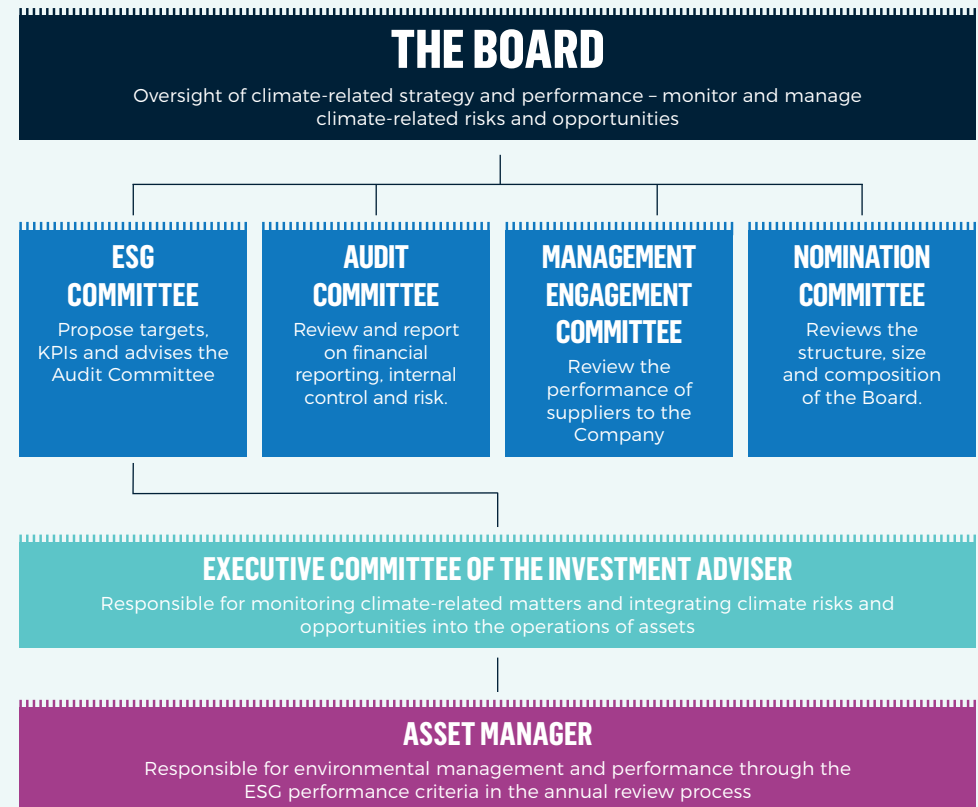 THE BOARD
Oversight of climate-related strategy and performance – monitor and manage
climate-related risks and opportunities
ESG
COMMITTEE
Propose targets,
KPIs and advises the
Audit Committee
AUDIT
COMMITTEE
Review and report
on financial
reporting, internal
control and risk.
MANAGEMENT
ENGAGEMENT
COMMITTEE
Review the
performance of
suppliers to the
Company
NOMINATION
COMMITTEE
Reviews the
structure, size
and composition
of the Board.
EXECUTIVE COMMITTEE OF THE INVESTMENT ADVISER
Responsible for monitoring climate-related matters and integrating climate risks and
opportunities into the operations of assets
ASSET MANAGER
Responsible for environmental management and performance through the
ESG performance criteria in the annual review process